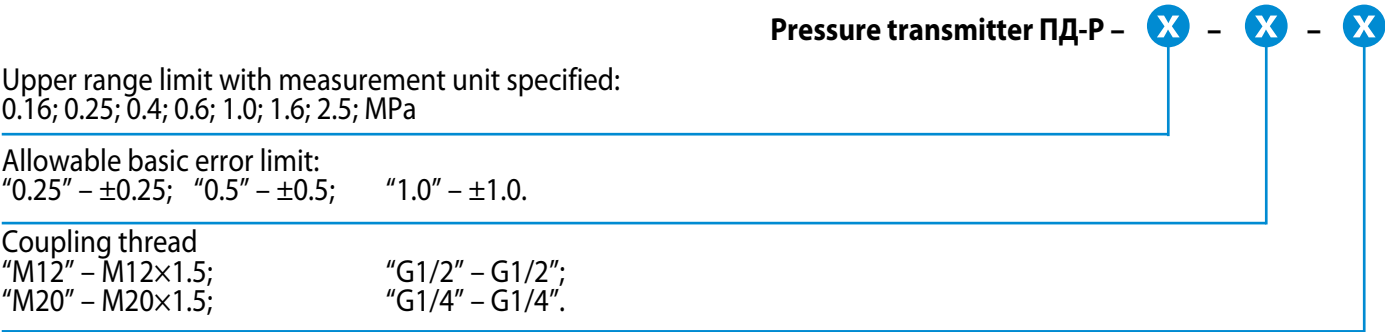 Pressure transmitter ПД-Р – X – X – X
Upper range limit with measurement unit specified:
0.16; 0.25; 0.4; 0.6; 1.0; 1.6; 2.5; MPa
Allowable basic error limit:
“0.25” – ±0.25; “0.5” – ±0.5; “1.0” – ±1.0.
Coupling thread
“M12” – M12×1.5; “G1/2” – G1/2”;
“M20” – M20×1.5; “G1/4” – G1/4”.